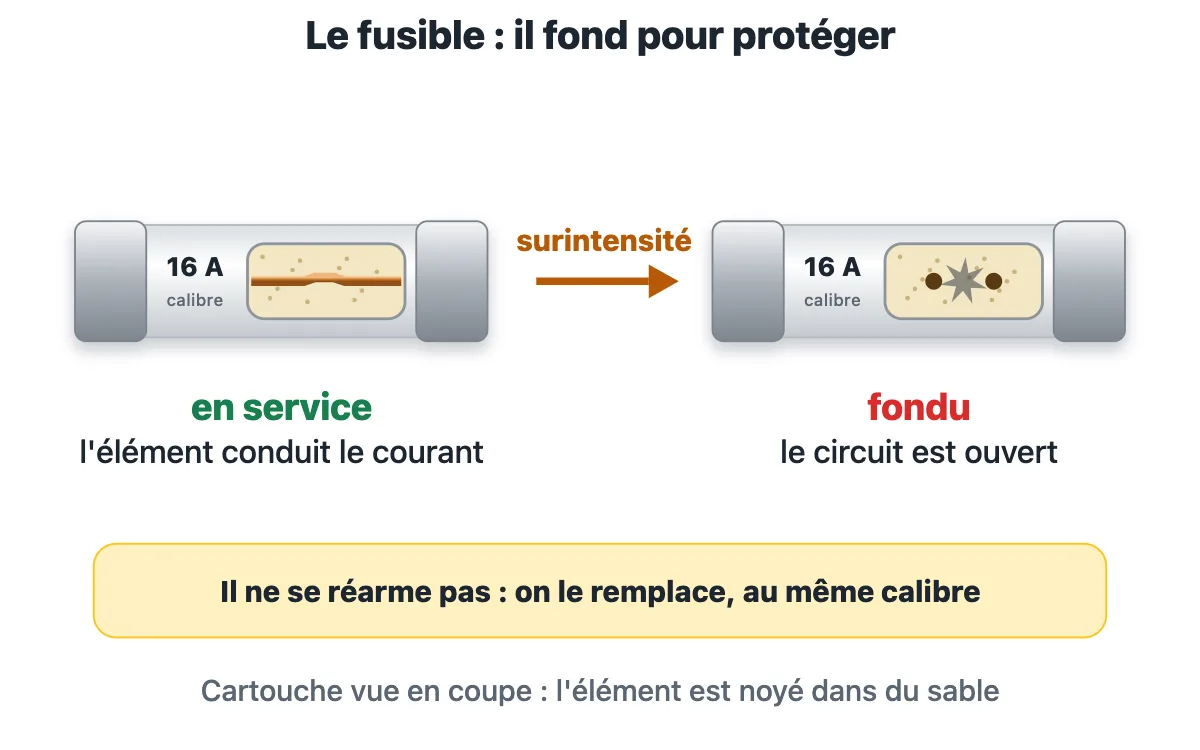 Le fusible : il fond pour protéger
surintensité
16 A
calibre
16 A
calibre
en service
l'élément conduit le courant
fondu
le circuit est ouvert
Il ne se réarme pas : on le remplace, au même calibre
Cartouche vue en coupe : l'élément est noyé dans du sable